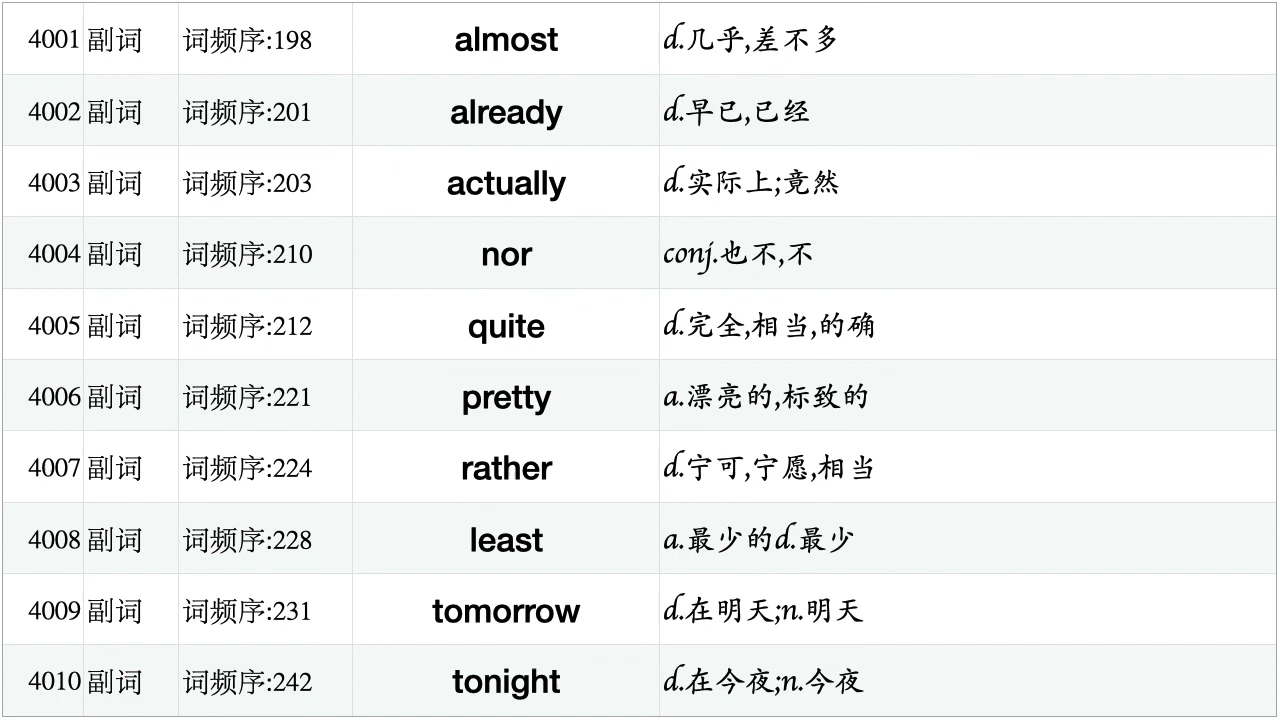 4001 副词 词频序:198 almost d.几乎,差不多
4002 副词 词频序:201 already d.早已,已经
4003 副词 词频序:203 actually d.实际上;竟然
4004 副词 词频序:210 nor conj.也不,不
4005 副词 词频序:212 quite d.完全,相当,的确
4006 副词 词频序:221 pretty a.漂亮的,标致的
4007 副词 词频序:224 rather d.宁可,宁愿,相当
4008 副词 词频序:228 least a.最少的d.最少
4009 副词 词频序:231 tomorrow d.在明天;n.明天
4010 副词 词频序:242 tonight d.在今夜;n.今夜